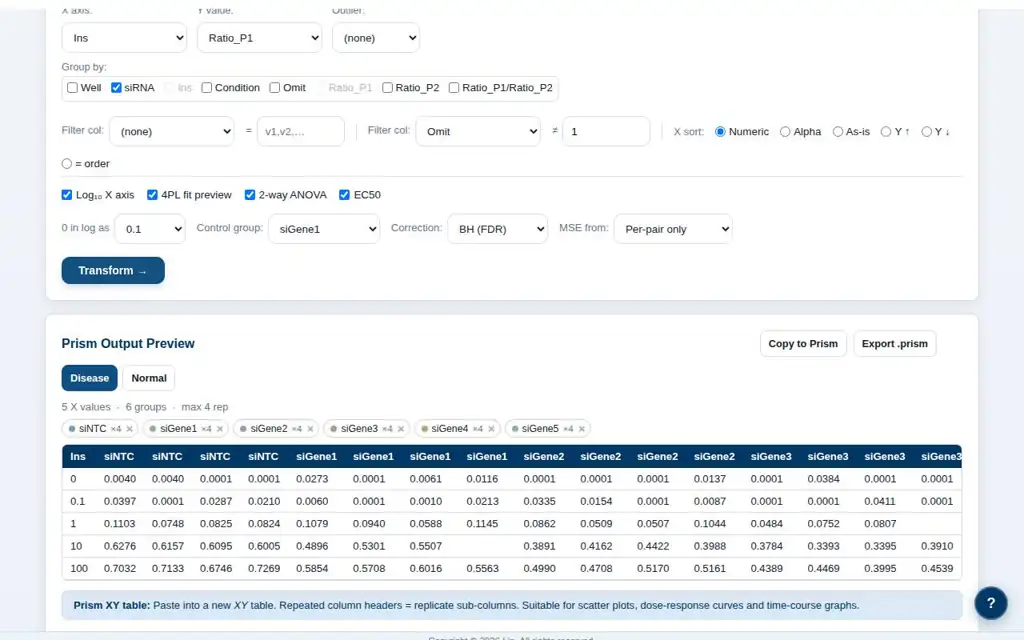 X axis: Y value: Outlier:
Ins Ratio_P1 (none)
Group by:
Well siRNA Ins Condition Omit Ratio_P1 Ratio_P2 Ratio_P1/Ratio_P2
Filter col: (none) = v1,v2,... Filter col: Omit ≠ 1 X sort: Numeric Alpha As-is Y ↑ Y ↓
= order
Log₁₀ X axis 4PL fit preview 2-way ANOVA EC50
0 in log as 0.1 Control group: siGene1 Correction: BH (FDR) MSE from: Per-pair only
Transform →
Prism Output Preview Copy to Prism Export .prism
Disease Normal
5 X values · 6 groups · max 4 rep
siNTC ×4 × siGene1 ×4 × siGene2 ×4 × siGene3 ×4 × siGene4 ×4 × siGene5 ×4 ×
Ins siNTC siNTC siNTC siNTC siGene1 siGene1 siGene1 siGene1 siGene2 siGene2 siGene2 siGene2 siGene3 siGene3 siGene3 siGene3
0 0.0040 0.0040 0.0001 0.0001 0.0273 0.0001 0.0061 0.0116 0.0001 0.0001 0.0001 0.0137 0.0001 0.0384 0.0001 0.0001
0.1 0.0397 0.0001 0.0287 0.0210 0.0060 0.0001 0.0010 0.0213 0.0335 0.0154 0.0001 0.0087 0.0001 0.0001 0.0411 0.0001
1 0.1103 0.0748 0.0825 0.0824 0.1079 0.0940 0.0588 0.1145 0.0862 0.0509 0.0507 0.1044 0.0484 0.0752 0.0807
10 0.6276 0.6157 0.6095 0.6005 0.4896 0.5301 0.5507 0.3891 0.4162 0.4422 0.3988 0.3784 0.3393 0.3395 0.3910
100 0.7032 0.7133 0.6746 0.7269 0.5854 0.5708 0.6016 0.5563 0.4990 0.4708 0.5170 0.5161 0.4389 0.4469 0.3995 0.4539
Prism XY table: Paste into a new XY table. Repeated column headers = replicate sub-columns. Suitable for scatter plots, dose-response curves and time-course graphs.
?